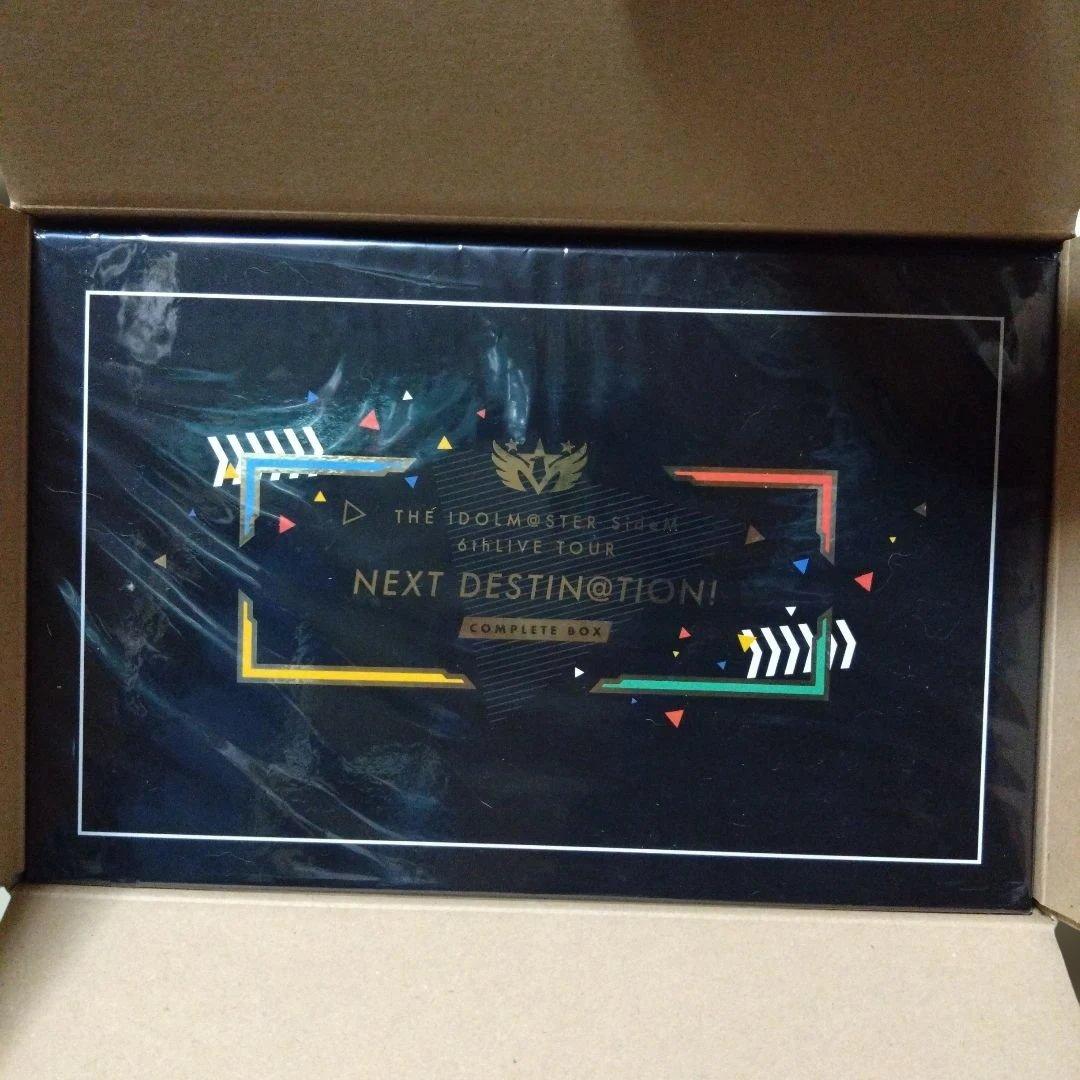 THE IDOLM@STER SideM
6thLIVE TOUR
NEXT DESTIN@TION!
COMPLETE BOX